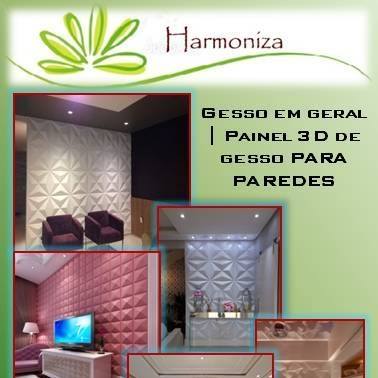 Harmoniza
Gesso em geral
| Painel 3D de
gesso PARA
PAREDES